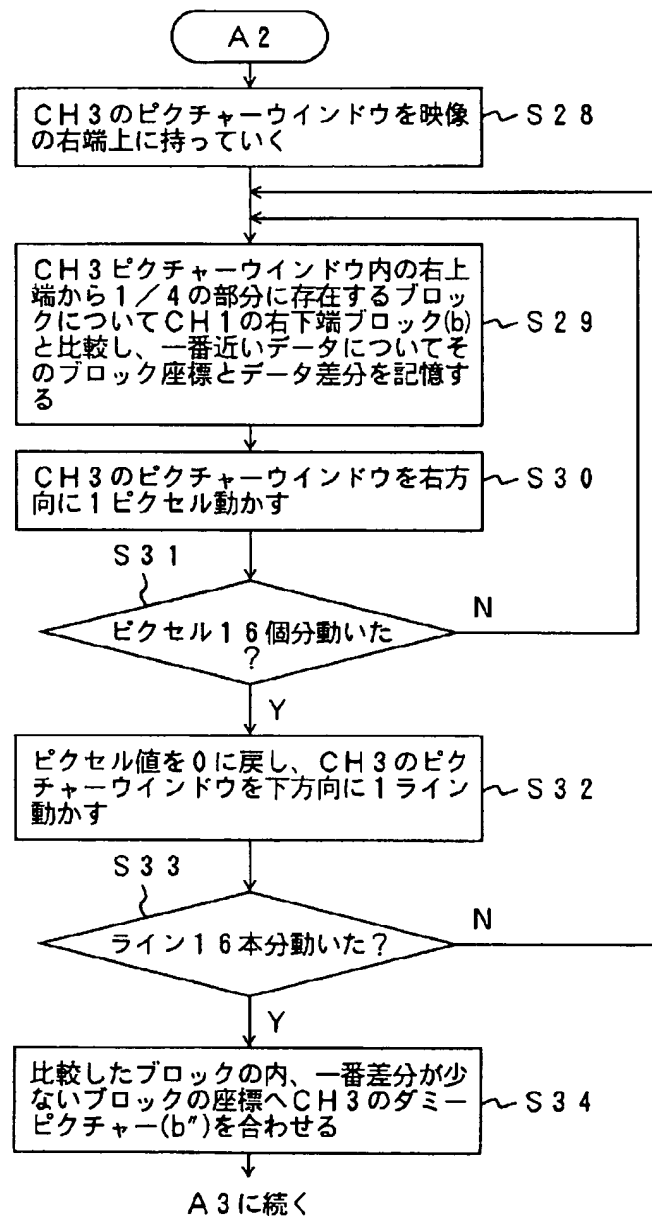 A2
CH3のピクチャーウインドウを映像
の右端上に持っていく
S28
CH3ピクチャーウインドウ内の右上
端から1/4の部分に存在するブロッ
クについてCH1の右下端ブロック(b)
と比較し、一番近いデータについてそ
のブロック座標とデータ差分を記憶す
る
S29
CH3のピクチャーウインドウを右方
向に1ピクセル動かす
S30
S31
ピクセル16個分動いた
?
N
Y
ピクセル値を0に戻し、CH3のピク
チャーウインドウを下方向に1ライン
動かす
S32
S33
ライン16本分動いた?
N
Y
比較したブロックの内、一番差分が少
ないブロックの座標へCH3のダミー
ピクチャー(b″)を合わせる
S34
A3に続く